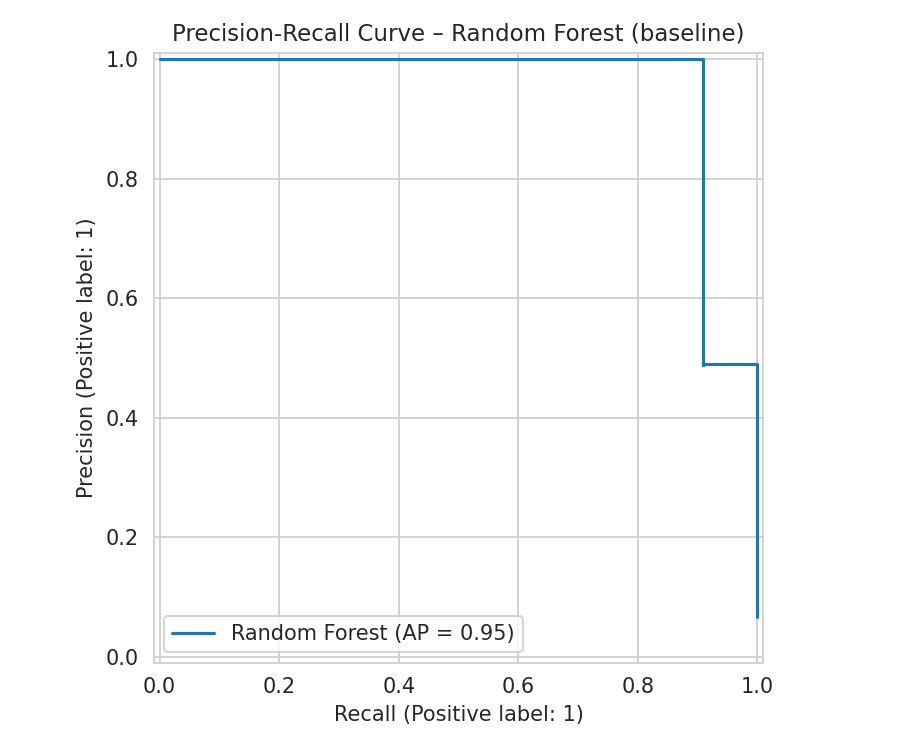 Precision-Recall Curve – Random Forest (baseline)
1.0
0.8
0.6
0.4
0.2
0.0
Precision (Positive label: 1)
Random Forest (AP = 0.95)
0.0 0.2 0.4 0.6 0.8 1.0
Recall (Positive label: 1)